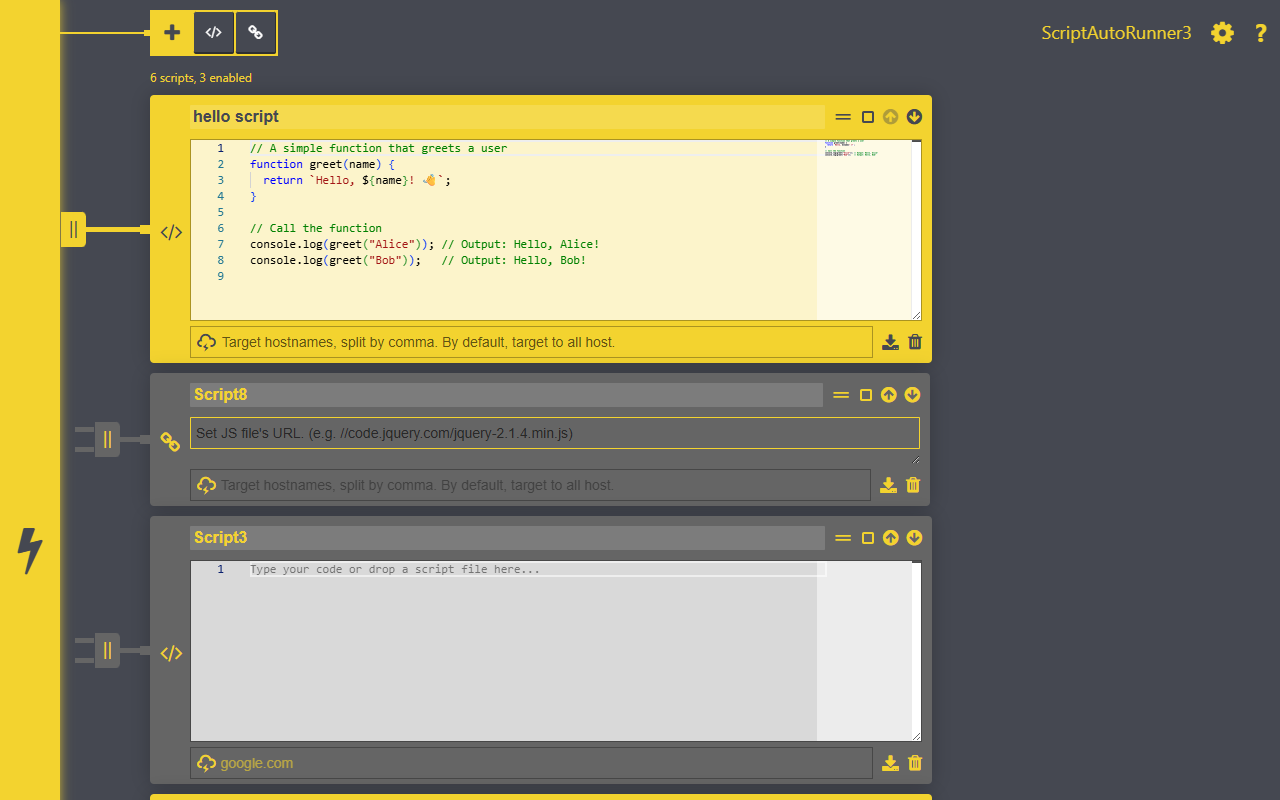 ScriptAutoRunner3
6 scripts, 3 enabled
hello script
1 // A simple function that greets a user
2 function greet(name) {
3 return `Hello, ${name}! 👋`;
4 }
5
6 // Call the function
7 console.log(greet("Alice")); // Output: Hello, Alice!
8 console.log(greet("Bob")); // Output: Hello, Bob!
9
Target hostnames, split by comma. By default, target to all host.
Script8
Set JS file's URL. (e.g. //code.jquery.com/jquery-2.1.4.min.js)
Target hostnames, split by comma. By default, target to all host.
Script3
1 Type your code or drop a script file here...
google.com